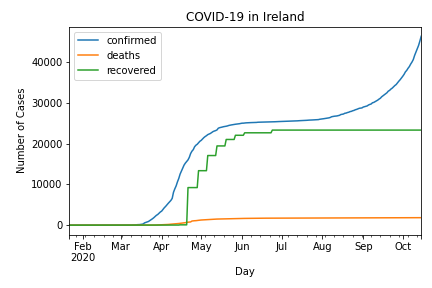 COVID-19 in Ireland
confirmed
deaths
recovered
Number of Cases
40000
30000
20000
10000
0
Feb Mar Apr May Jun Jul Aug Sep Oct
2020
Day